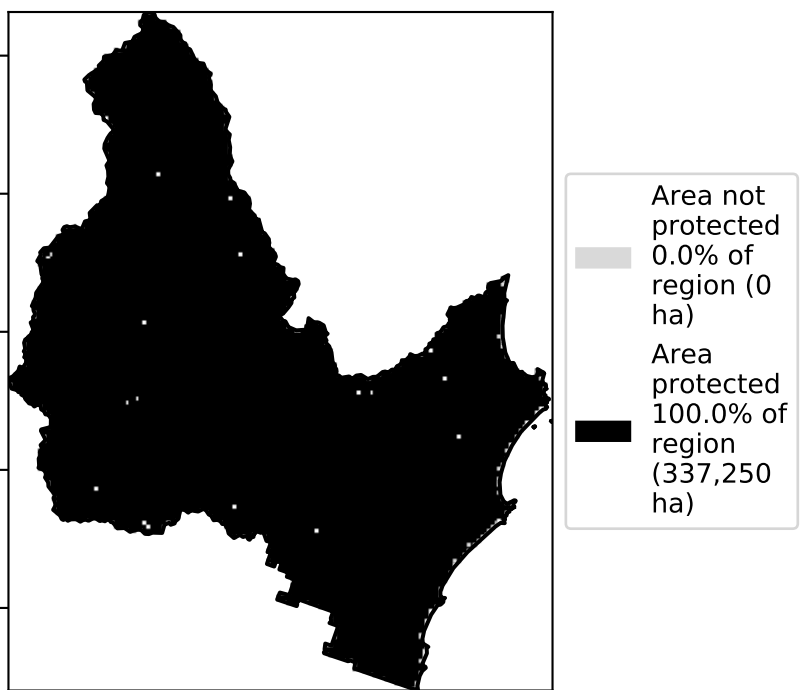 Area not
protected
0.0% of
region (0
ha)
Area
protected
100.0% of
region
(337,250
ha)